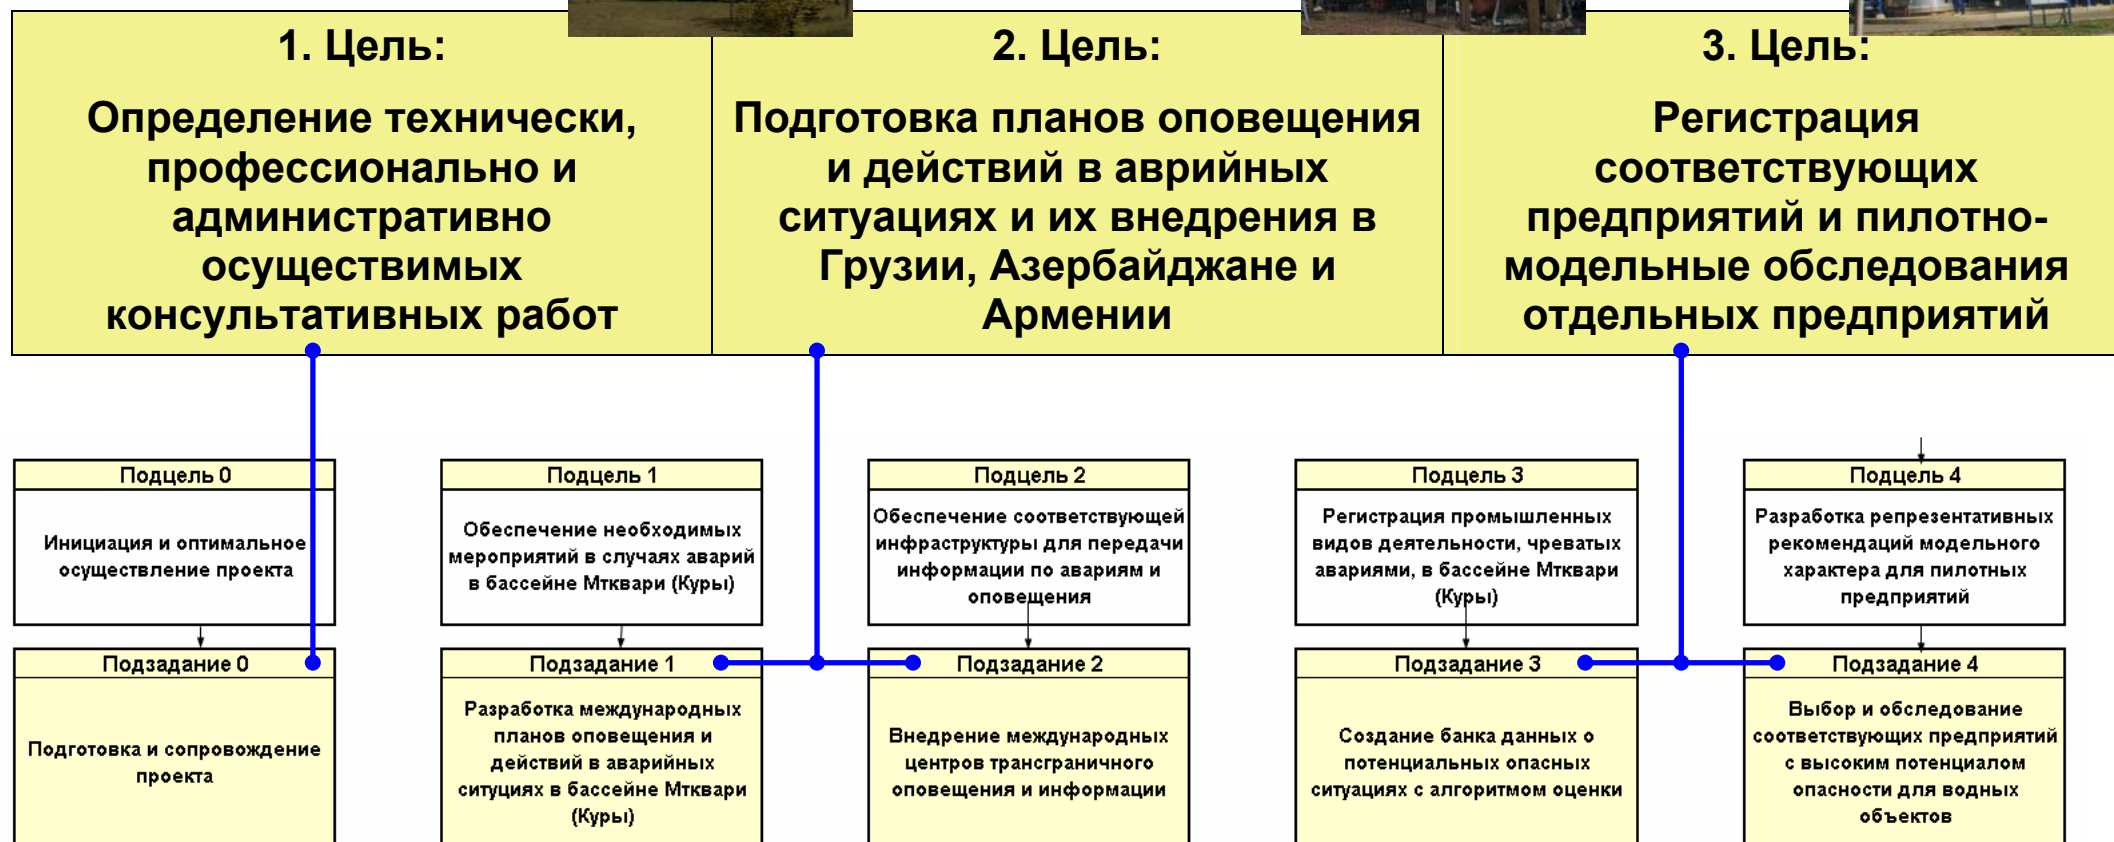 1. Цель:
Определение технически,
профессионально и
административно
осуществимых
консультативных работ
2. Цель:
Подготовка планов оповещения
и действий в аврийных
ситуациях и их внедрения в
Грузии, Азербайджане и
Армении
3. Цель:
Регистрация
соответствующих
предприятий и пилотно-
модельные обследования
отдельных предприятий
Подцель 0
Инициация и оптимальное
осуществление проекта
Подцель 1
Обеспечение необходимых
мероприятий в случаях аварий
в бассейне Мтквари (Куры)
Подцель 2
Обеспечение соответствующей
инфраструктуры для передачи
информации по авариям и
оповещения
Подцель 3
Регистрация промышленных
видов деятельности, чреватых
авариями, в бассейне Мтквари
(Куры)
Подцель 4
Разработка репрезентативных
рекомендаций модельного
характера для пилотных
предприятий
Подзадание 0
Подготовка и сопровождение
проекта
Подзадание 1
Разработка международных
планов оповещения и
действий в аварийных
ситуциях в бассейне Мтквари
(Куры)
Подзадание 2
Внедрение международных
центров трансграничного
оповещения и информации
Подзадание 3
Создание банка данных о
потенциальных опасных
ситуациях с алгоритмом оценки
Подзадание 4
Выбор и обследование
соответствующих предприятий
с высоким потенциалом
опасности для водных
объектов